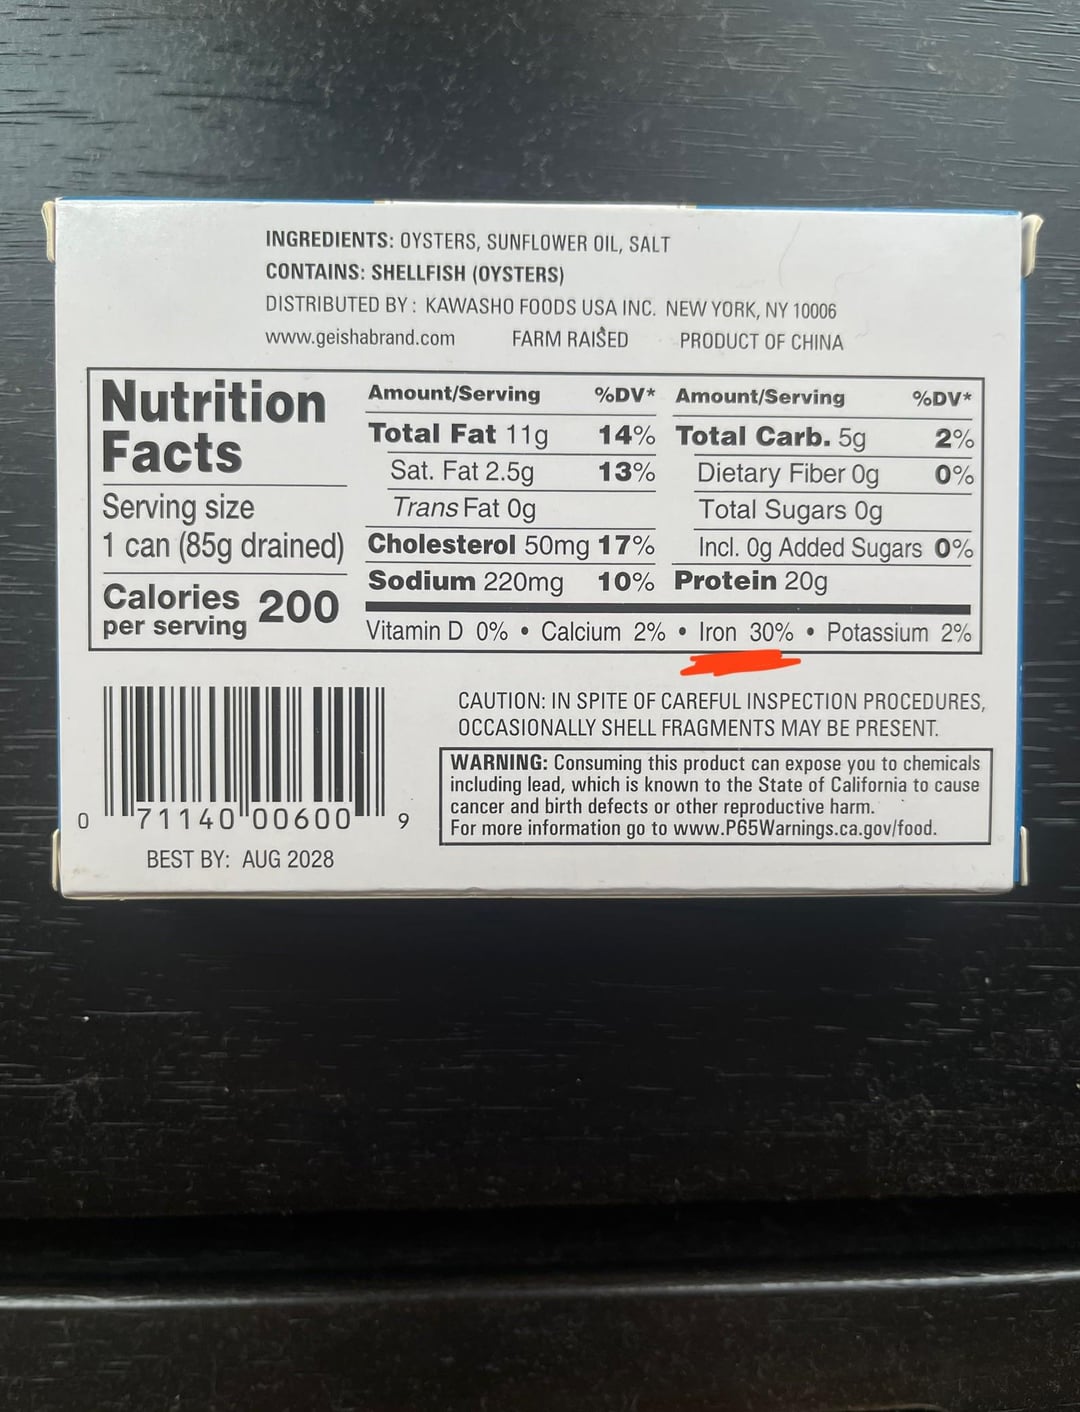 INGREDIENTS: OYSTERS, SUNFLOWER OIL, SALT
CONTAINS: SHELLFISH (OYSTERS)
DISTRIBUTED BY : KAWASHO FOODS USA INC. NEW YORK, NY 10006
www.geishabrand.com FARM RAISED PRODUCT OF CHINA
Nutrition
Facts
Serving size
1 can (85g drained)
Calories 200
per serving
Amount/Serving %DV*
Total Fat 11g 14%
Sat. Fat 2.5g 13%
Trans Fat 0g
Cholesterol 50mg 17%
Sodium 220mg 10%
Amount/Serving %DV*
Total Carb. 5g 2%
Dietary Fiber 0g 0%
Total Sugars 0g
Incl. 0g Added Sugars 0%
Protein 20g
Vitamin D 0% • Calcium 2% • Iron 30% • Potassium 2%
CAUTION: IN SPITE OF CAREFUL INSPECTION PROCEDURES,
OCCASIONALLY SHELL FRAGMENTS MAY BE PRESENT.
WARNING: Consuming this product can expose you to chemicals
including lead, which is known to the State of California to cause
cancer and birth defects or other reproductive harm.
For more information go to www.P65Warnings.ca.gov/food.
0 71140 00600 9
BEST BY: AUG 2028